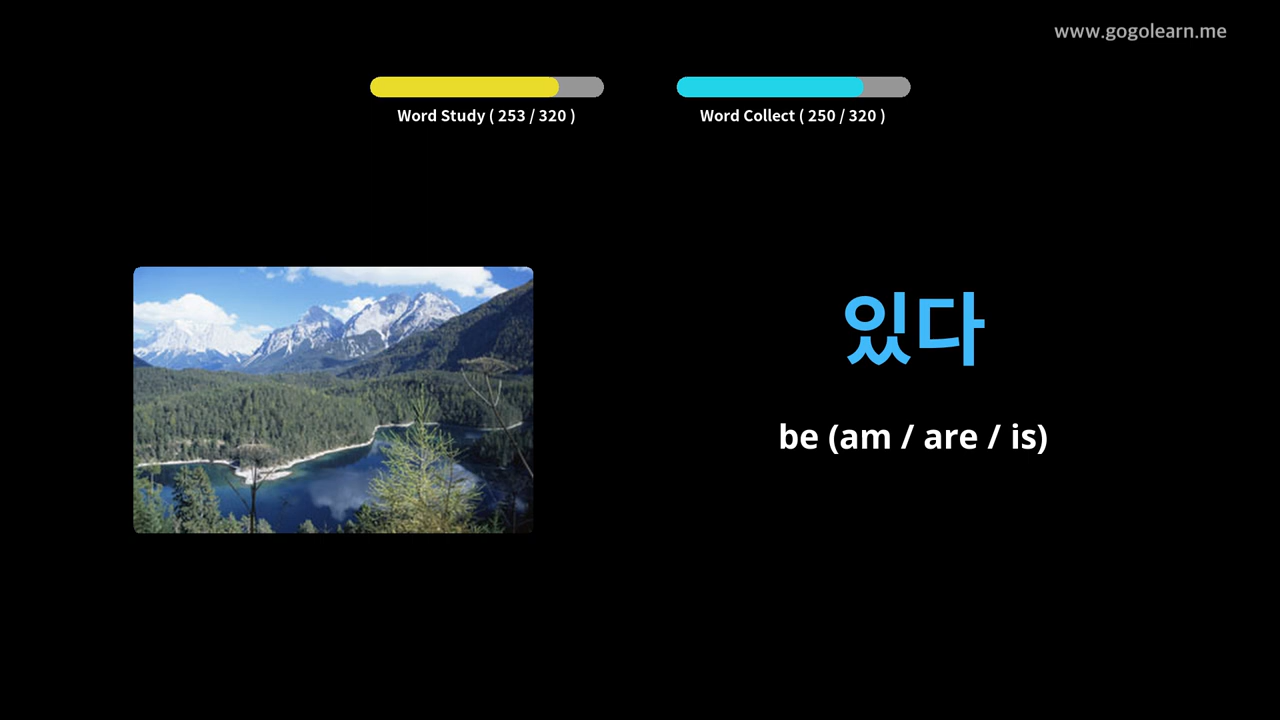 www.gogolearn.me
Word Study ( 253 / 320 )
Word Collect ( 250 / 320 )
있다
be (am / are / is)